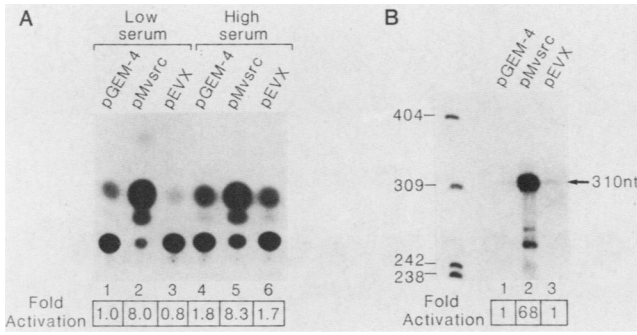 A
Low serum
High serum
pGEM-4 pMvsrc pEVX pGEM-4 pMvsrc pEVX
1 2 3 4 5 6
Fold Activation
1.0 8.0 0.8 1.8 8.3 1.7
B
pGEM-4 pMvsrc pEVX
404–
309–
242–
238–
←310nt
1 2 3
Fold Activation
1 68 1